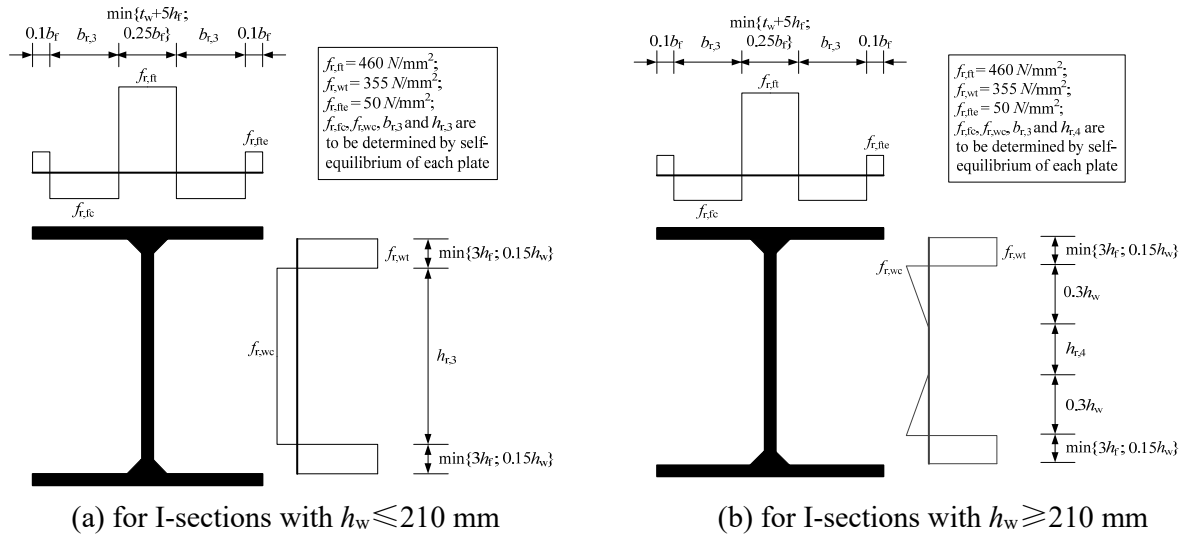 min{tw+5hf;
0.1bf br,3 0.25bf} br,3 0.1bf
fr,ft
fr,fte
fr,fc
fr,ft = 460 N/mm²;
fr,wt = 355 N/mm²;
fr,fte = 50 N/mm²;
fr,fc, fr,wc, br,3 and hr,3 are
to be determined by self-
equilibrium of each plate
fr,wt
min{3hf; 0.15hw}
fr,wc
hr,3
min{3hf; 0.15hw}
(a) for I-sections with hw≤210 mm
min{tw+5hf;
0.1bf br,3 0.25bf} br,3 0.1bf
fr,ft
fr,fte
fr,fc
fr,ft = 460 N/mm²;
fr,wt = 355 N/mm²;
fr,fte = 50 N/mm²;
fr,fc, fr,wc, br,3 and hr,4 are
to be determined by self-
equilibrium of each plate
fr,wt
min{3hf; 0.15hw}
fr,wc
0.3hw
hr,4
0.3hw
min{3hf; 0.15hw}
(b) for I-sections with hw≥210 mm